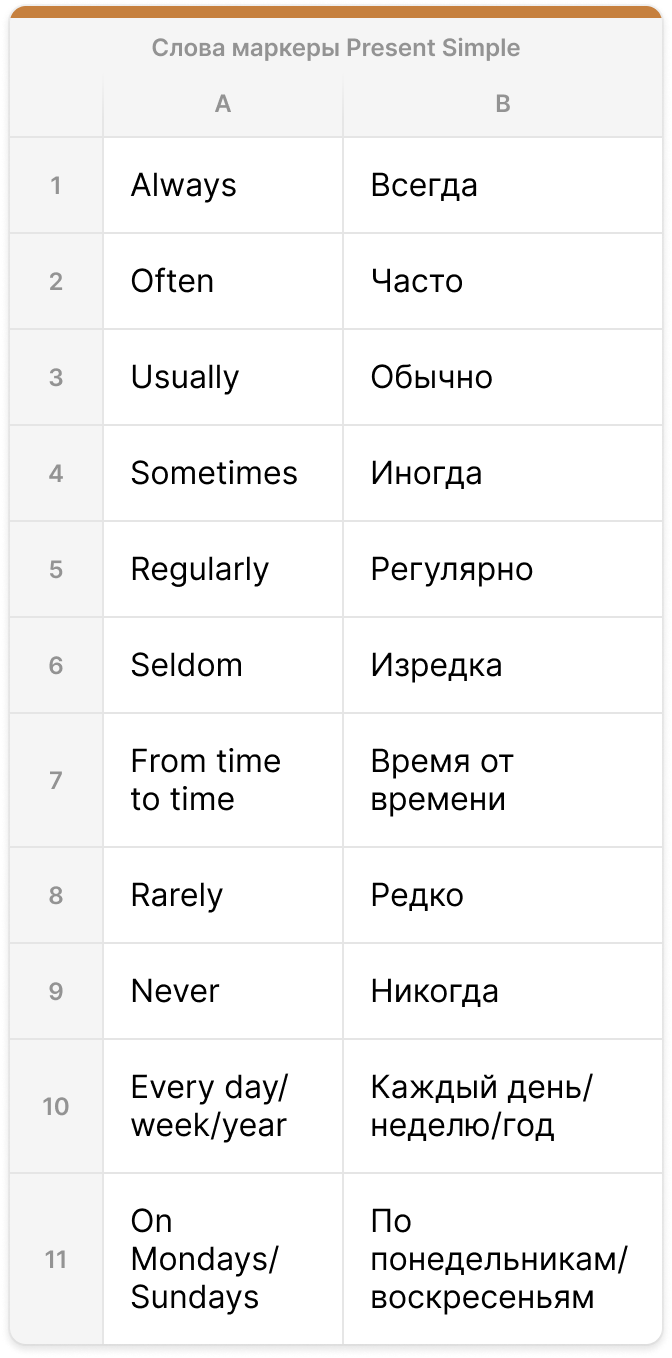 Слова маркеры Present Simple
A B
1 Always Всегда
2 Often Часто
3 Usually Обычно
4 Sometimes Иногда
5 Regularly Регулярно
6 Seldom Изредка
7 From time Время от
to time времени
8 Rarely Редко
9 Never Никогда
10 Every day/ Каждый день/
week/year неделю/год
11 On По
Mondays/ понедельникам/
Sundays воскресеньям